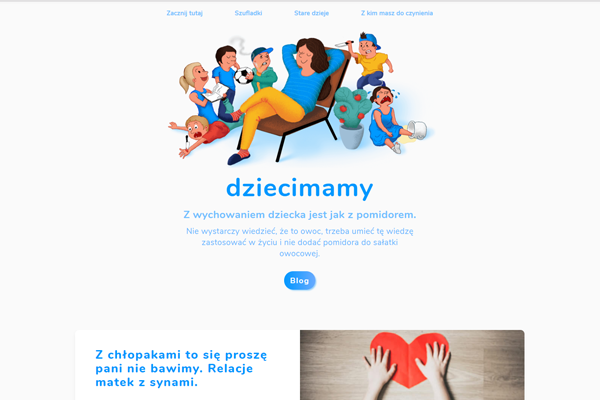 Zacznij tutaj
Szufladki
Stare dzieje
Z kim masz do czynienia
dziecimamy
Z wychowaniem dziecka jest jak z pomidorem.
Nie wystarczy wiedzieć, że to owoc, trzeba umieć tę wiedzę
zastosować w życiu i nie dodać pomidora do sałatki
owocowej.
Blog
Z chłopakami to się proszę
pani nie bawimy. Relacje
matek z synami.